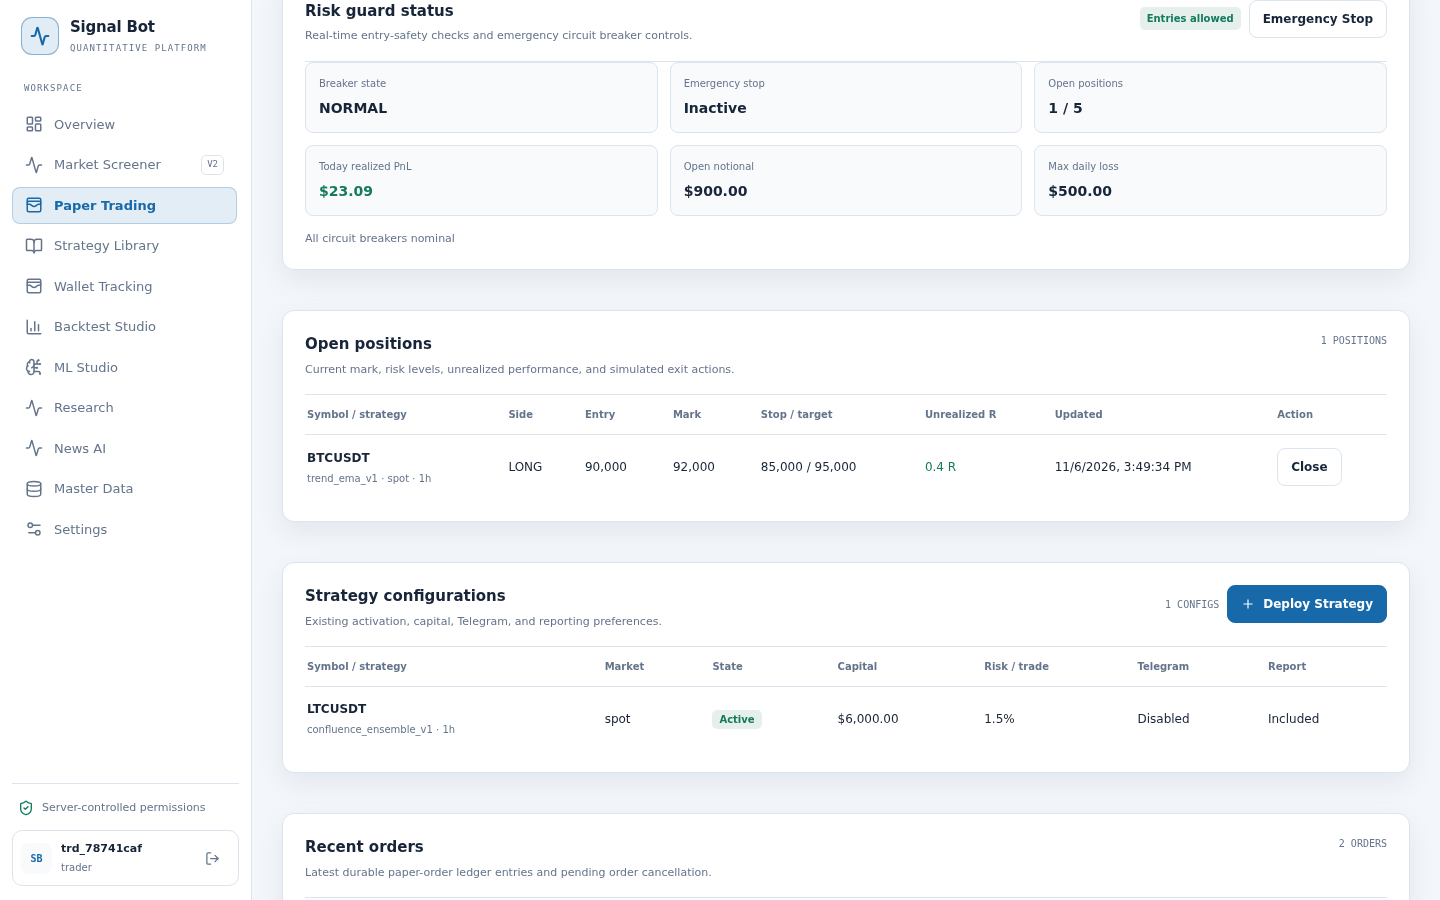 Signal Bot
QUANTITATIVE PLATFORM
WORKSPACE
Overview
Market Screener V2
Paper Trading
Strategy Library
Wallet Tracking
Backtest Studio
ML Studio
Research
News AI
Master Data
Settings
Server-controlled permissions
SB trd_78741caf
trader
Risk guard status
Real-time entry-safety checks and emergency circuit breaker controls.
Entries allowed Emergency Stop
Breaker state
NORMAL
Emergency stop
Inactive
Open positions
1 / 5
Today realized PnL
$23.09
Open notional
$900.00
Max daily loss
$500.00
All circuit breakers nominal
Open positions
1 POSITIONS
Current mark, risk levels, unrealized performance, and simulated exit actions.
Symbol / strategy Side Entry Mark Stop / target Unrealized R Updated Action
BTCUSDT
trend_ema_v1 · spot · 1h
LONG 90,000 92,000 85,000 / 95,000 0.4 R 11/6/2026, 3:49:34 PM Close
Strategy configurations
Existing activation, capital, Telegram, and reporting preferences.
1 CONFIGS Deploy Strategy
Symbol / strategy Market State Capital Risk / trade Telegram Report
LTCUSDT
confluence_ensemble_v1 · 1h
spot Active $6,000.00 1.5% Disabled Included
Recent orders
2 ORDERS
Latest durable paper-order ledger entries and pending order cancellation.